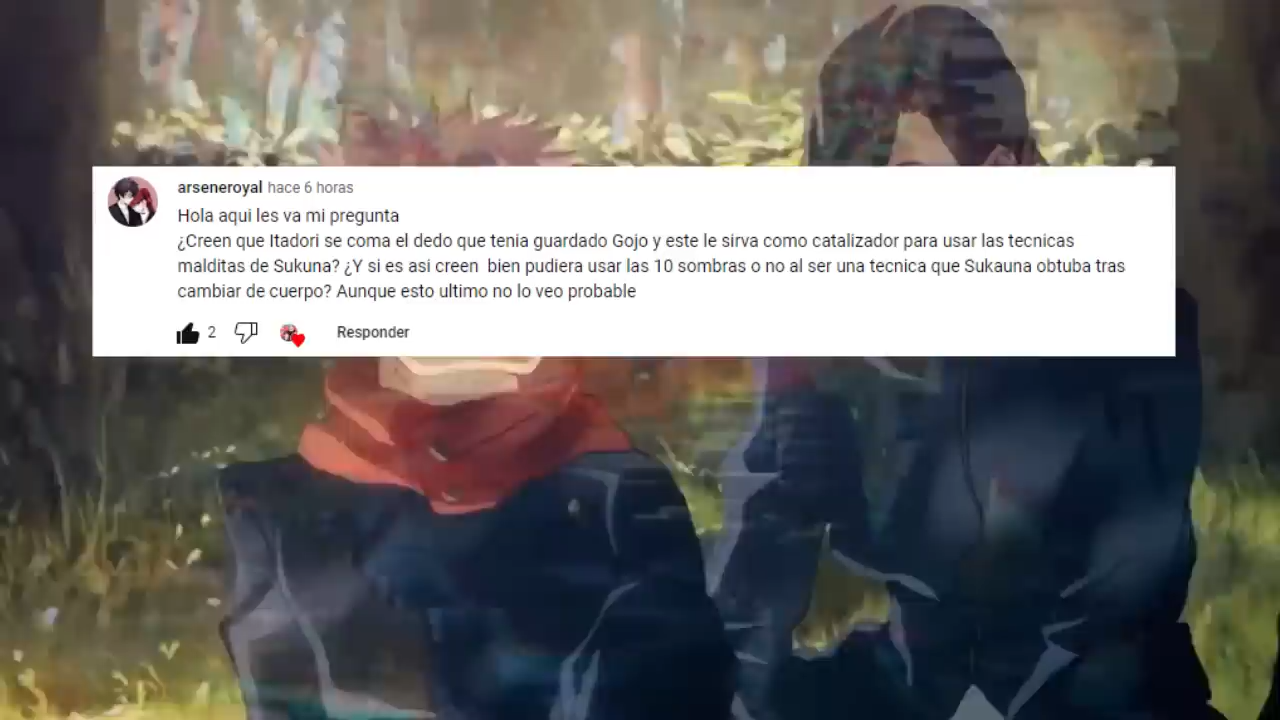 arseneroyal hace 6 horas
Hola aqui les va mi pregunta
¿Creen que Itadori se coma el dedo que tenia guardado Gojo y este le sirva como catalizador para usar las tecnicas
malditas de Sukuna? ¿Y si es asi creen bien pudiera usar las 10 sombras o no al ser una tecnica que Sukauna obtuba tras
cambiar de cuerpo? Aunque esto ultimo no lo veo probable
2 Responder